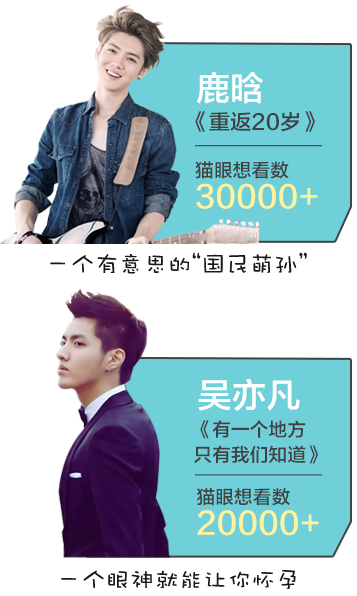 鹿晗
《重返20岁》
猫眼想看数
30000+
一个有意思的“国民萌孙”
吴亦凡
《有一个地方
只有我们知道》
猫眼想看数
20000+
一个眼神就能让你怀孕